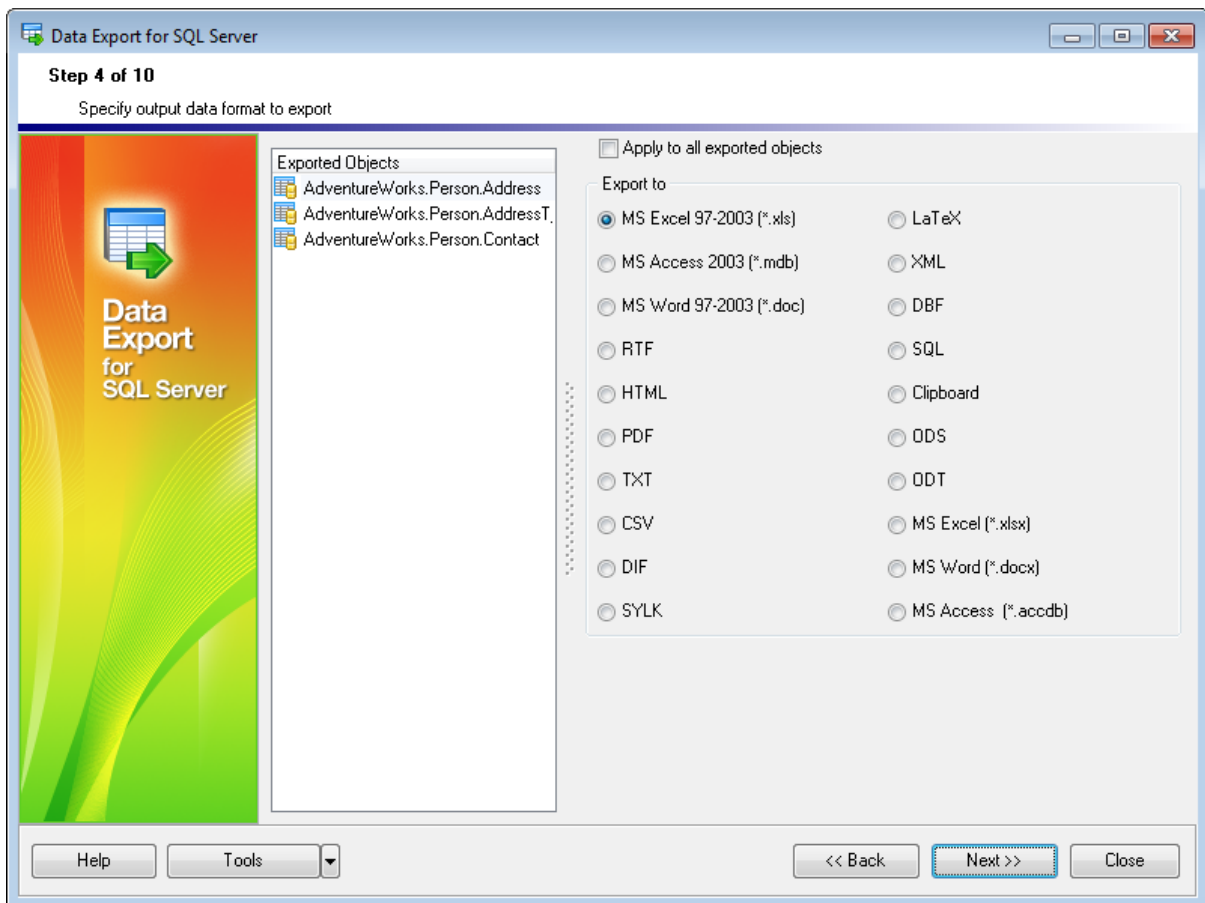 Data Export for SQL Server
Step 4 of 10
Specify output data format to export
Data
Export
for
SQL Server
Exported Objects
AdventureWorks.Person.Address
AdventureWorks.Person.AddressT
AdventureWorks.Person.Contact
Apply to all exported objects
Export to
MS Excel 97-2003 (*.xls)
LaTeX
MS Access 2003 (*.mdb)
XML
MS Word 97-2003 (*.doc)
DBF
RTF
SQL
HTML
Clipboard
PDF
ODS
TXT
ODT
CSV
MS Excel (*.xlsx)
DIF
MS Word (*.docx)
SYLK
MS Access (*.accdb)
Help
Tools
<< Back
Next >>
Close